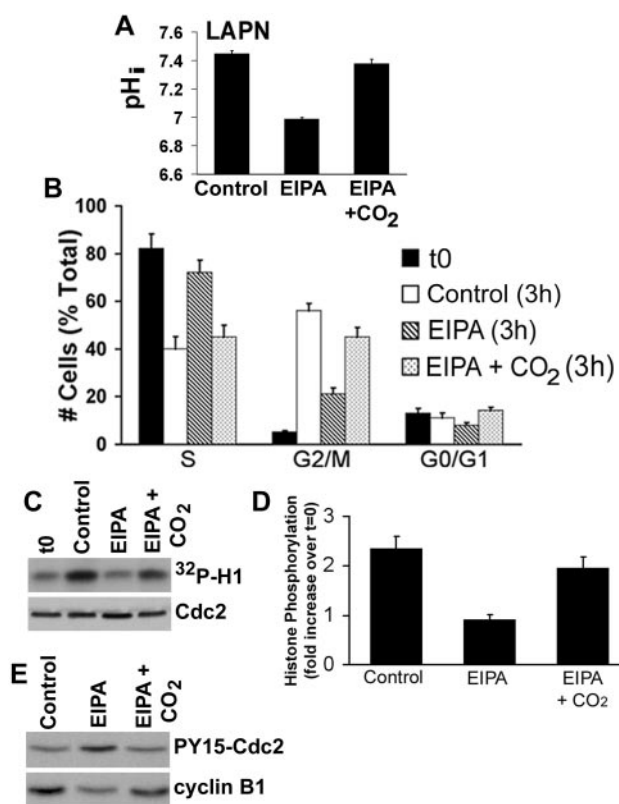 A LAPN
pHi
7.6
7.4
7.2
7
6.8
6.6
Control EIPA EIPA
+CO2
B
# Cells (% Total)
100
80
60
40
20
0
S G2/M G0/G1
t0
Control (3h)
EIPA (3h)
EIPA + CO2 (3h)
C
t0 Control EIPA EIPA +
CO2
32P-H1
Cdc2
D
Histone Phosphorylation
(fold increase over t=0)
3
2
1
0
Control EIPA EIPA
+ CO2
E
Control EIPA EIPA +
CO2
PY15-Cdc2
cyclin B1